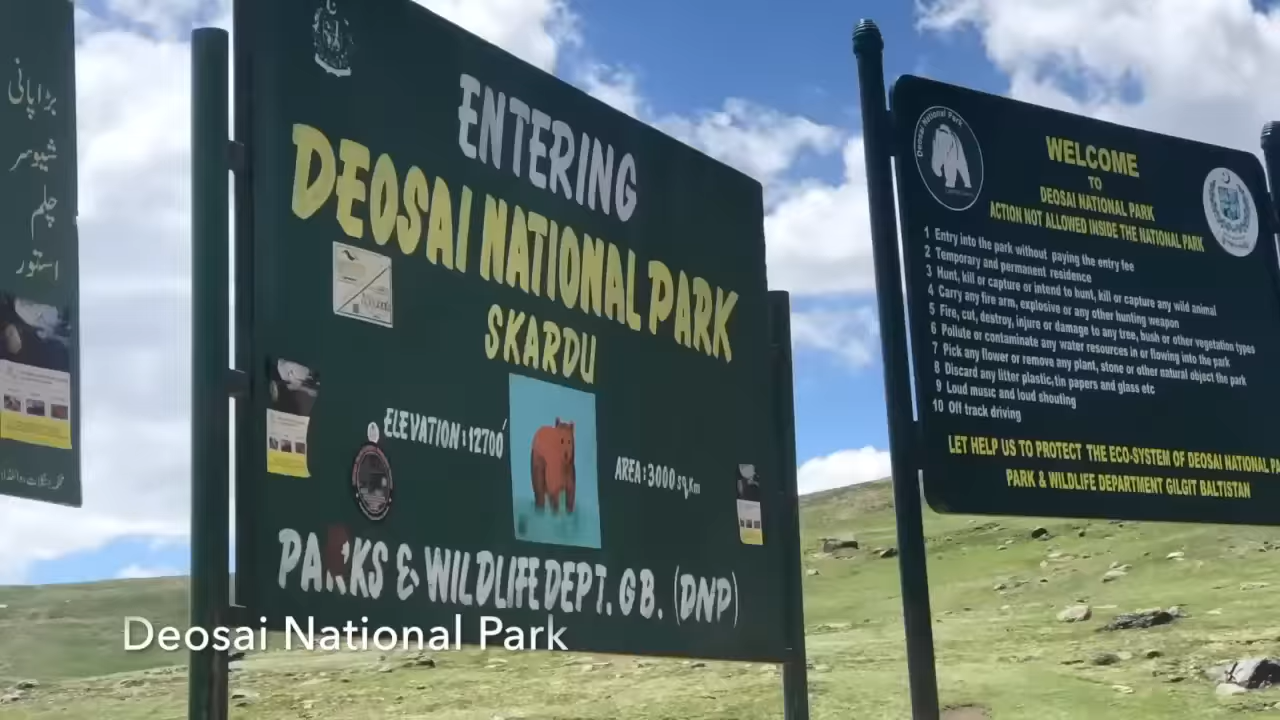 بڑا پانی
شیوسر
چلم
استور
ENTERING
DEOSAI NATIONAL PARK
SKARDU
ELEVATION: 12700'
AREA: 3000 sq.Km
PARKS & WILDLIFE DEPT. GB. (DNP)
Deosai National Park
WELCOME
TO
DEOSAI NATIONAL PARK
ACTION NOT ALLOWED INSIDE THE NATIONAL PARK
1 Entry into the park without paying the entry fee
2 Temporary and permanent residence
3 Hunt, kill or capture or intend to hunt, kill or capture any wild animal
4 Carry any fire arm, explosive or any other hunting weapon
5 Fire, cut, destroy, injure or damage to any tree, bush or other vegetation types
6 Pollute or contaminate any water resources in or flowing into the park
7 Pick any flower or remove any plant, stone or other natural object the park
8 Discard any litter plastic, tin papers and glass etc
9 Loud music and loud shouting
10 Off track driving
LET HELP US TO PROTECT THE ECO-SYSTEM OF DEOSAI NATIONAL PA
PARK & WILDLIFE DEPARTMENT GILGIT BALTISTAN
Deosai National Park